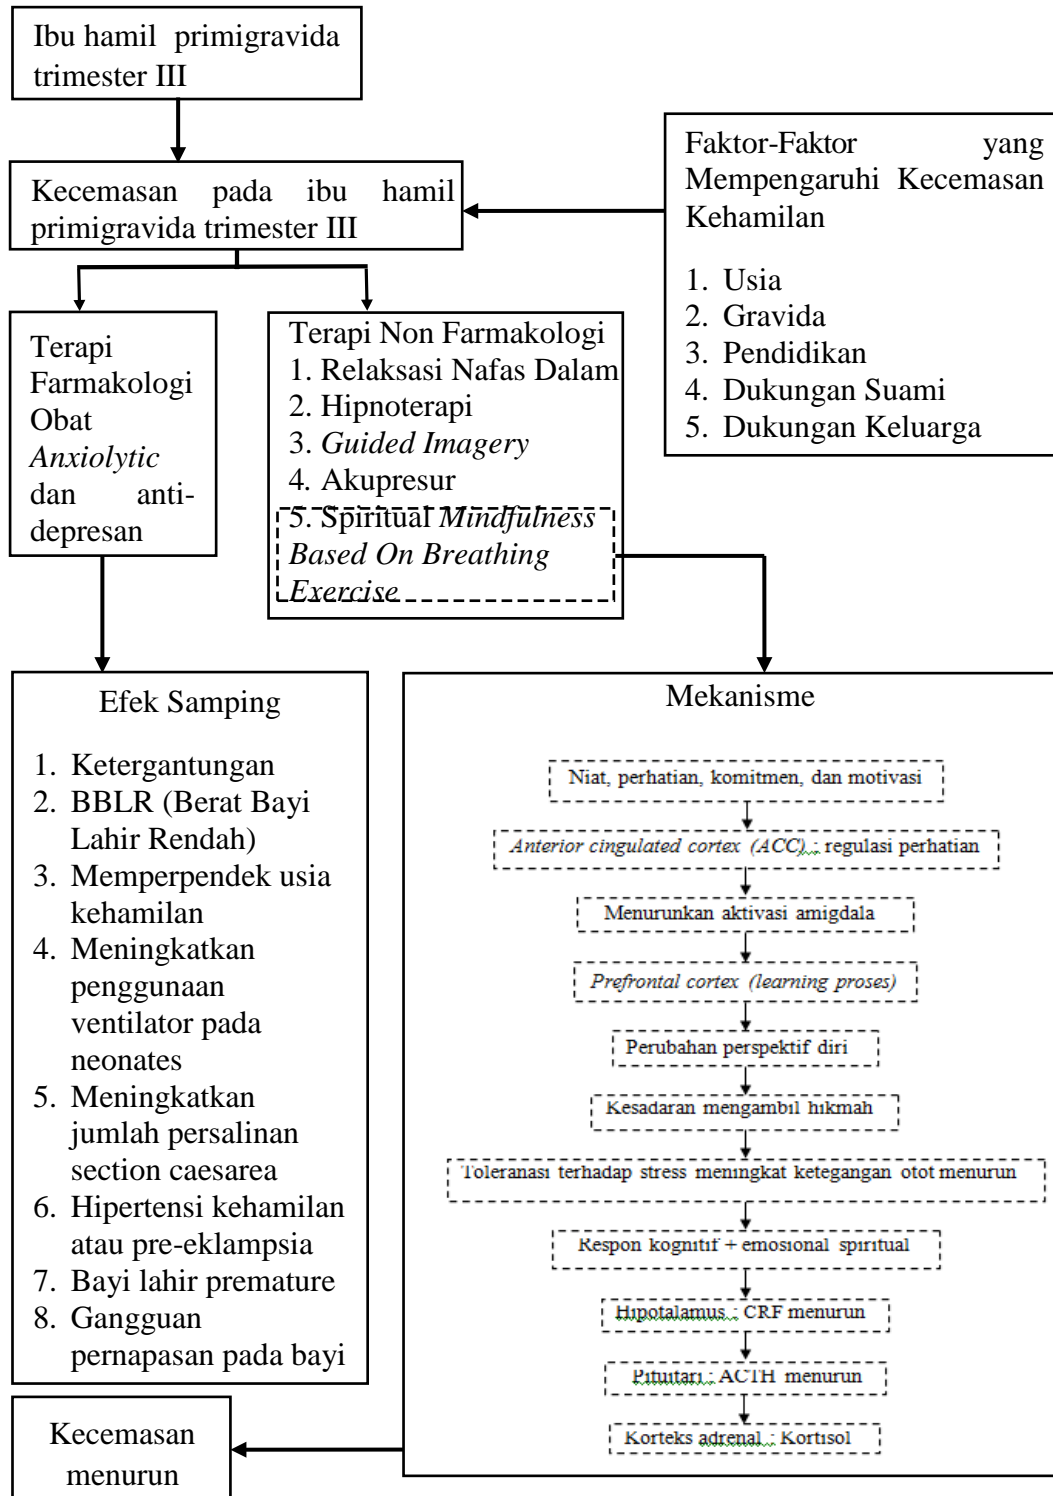 Ibu hamil primigravida
trimester III
Kecemasan pada ibu hamil
primigravida trimester III
Faktor-Faktor yang
Mempengaruhi Kecemasan
Kehamilan
1. Usia
2. Gravida
3. Pendidikan
4. Dukungan Suami
5. Dukungan Keluarga
Terapi
Farmakologi
Obat
Anxiolytic
dan anti-
depresan
Terapi Non Farmakologi
1. Relaksasi Nafas Dalam
2. Hipnoterapi
3. Guided Imagery
4. Akupresur
5. Spiritual Mindfulness
Based On Breathing
Exercise
Efek Samping
1. Ketergantungan
2. BBLR (Berat Bayi
Lahir Rendah)
3. Memperpendek usia
kehamilan
4. Meningkatkan
penggunaan
ventilator pada
neonates
5. Meningkatkan
jumlah persalinan
section caesarea
6. Hipertensi kehamilan
atau pre-eklampsia
7. Bayi lahir premature
8. Gangguan
pernapasan pada bayi
Mekanisme
Niat, perhatian, komitmen, dan motivasi
Anterior cingulated cortex (ACC) : regulasi perhatian
Menurunkan aktivasi amigdala
Prefrontal cortex (learning proses)
Perubahan perspektif diri
Kesadaran mengambil hikmah
Toleranasi terhadap stress meningkat ketegangan otot menurun
Respon kognitif + emosional spiritual
Hipotalamus : CRF menurun
Pituitari : ACTH menurun
Korteks adrenal : Kortisol
Kecemasan
menurun